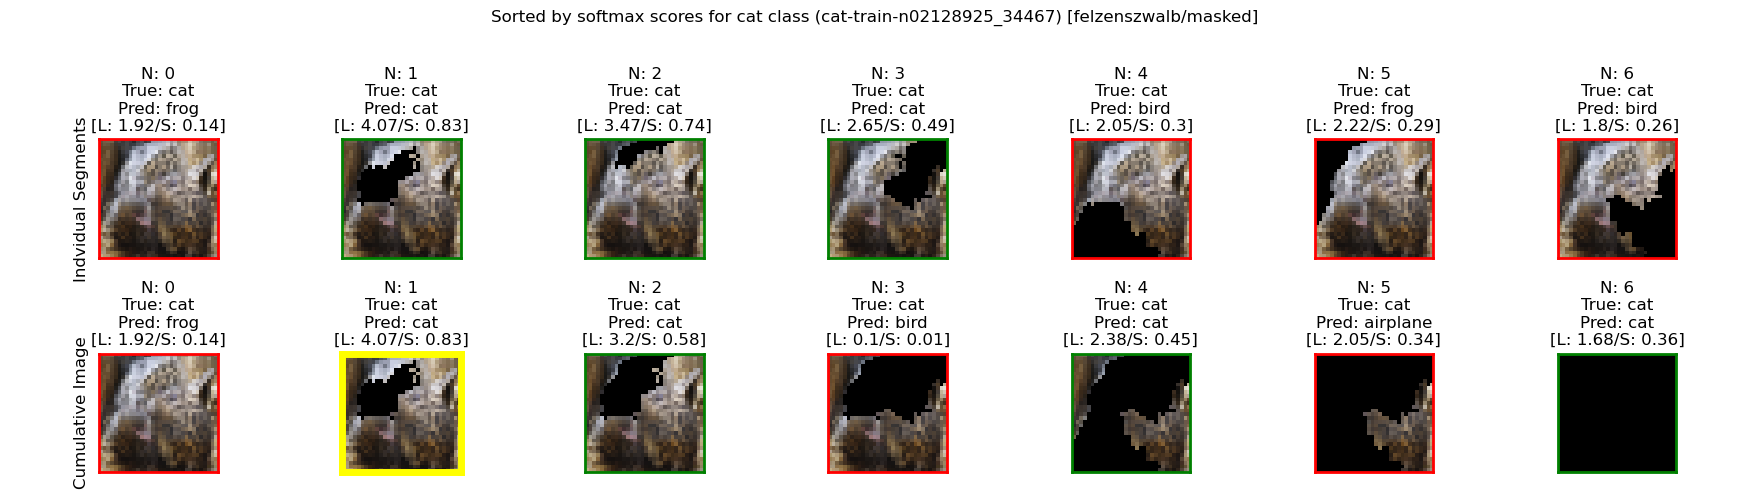 Sorted by softmax scores for cat class (cat-train-n02128925_34467) [felzenszwalb/masked]
Indvidual Segments
N: 0
True: cat
Pred: frog
[L: 1.92/S: 0.14]
N: 1
True: cat
Pred: cat
[L: 4.07/S: 0.83]
N: 2
True: cat
Pred: cat
[L: 3.47/S: 0.74]
N: 3
True: cat
Pred: cat
[L: 2.65/S: 0.49]
N: 4
True: cat
Pred: bird
[L: 2.05/S: 0.3]
N: 5
True: cat
Pred: frog
[L: 2.22/S: 0.29]
N: 6
True: cat
Pred: bird
[L: 1.8/S: 0.26]
Cumulative Image
N: 0
True: cat
Pred: frog
[L: 1.92/S: 0.14]
N: 1
True: cat
Pred: cat
[L: 4.07/S: 0.83]
N: 2
True: cat
Pred: cat
[L: 3.2/S: 0.58]
N: 3
True: cat
Pred: bird
[L: 0.1/S: 0.01]
N: 4
True: cat
Pred: cat
[L: 2.38/S: 0.45]
N: 5
True: cat
Pred: airplane
[L: 2.05/S: 0.34]
N: 6
True: cat
Pred: cat
[L: 1.68/S: 0.36]